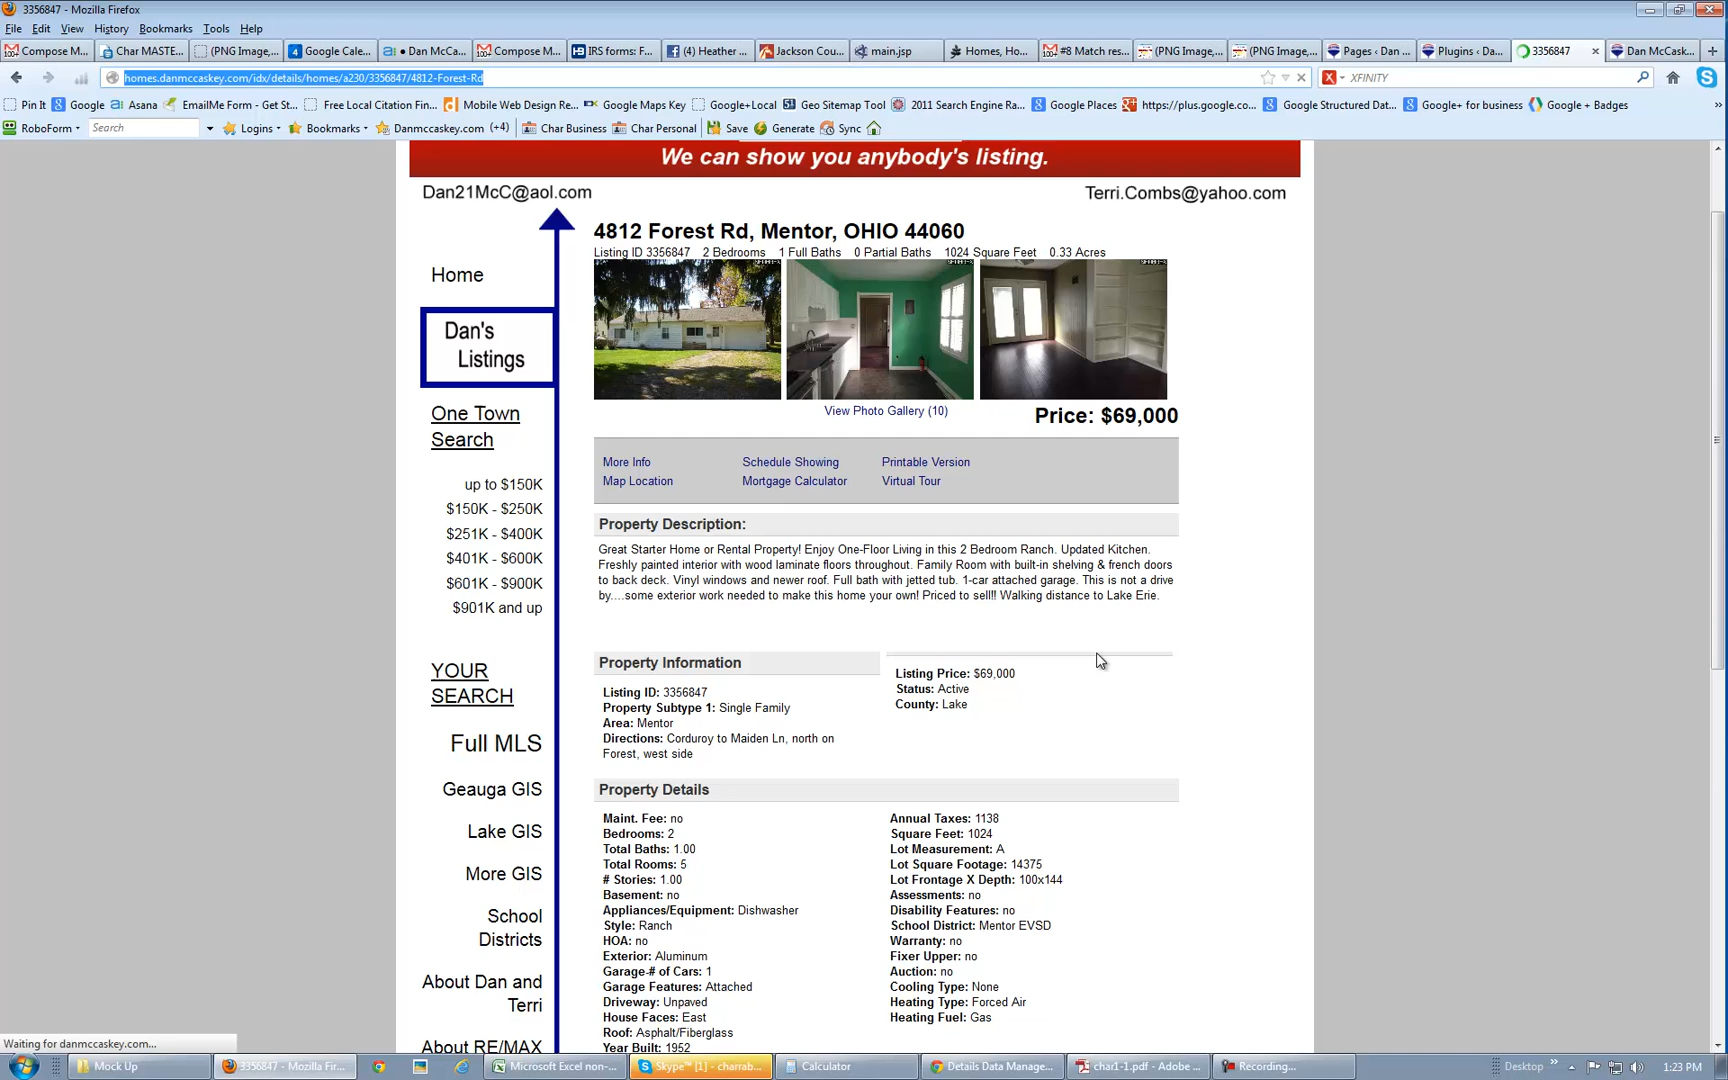 3356847 - Mozilla Firefox
File Edit View History Bookmarks Tools Help
Compose M... Char MASTE... (PNG Image,... Google Cale... • Dan McCa... Compose M... IRS forms: F... (4) Heather ... Jackson Cou... main.jsp Homes, Ho... #8 Match res... (PNG Image,... (PNG Image,... Pages ‹ Dan ... Plugins ‹ Da... 3356847 Dan McCask...
homes.danmccaskey.com/idx/details/homes/a230/3356847/4812-Forest-Rd XFINITY
Pin It Google Asana EmailMe Form - Get St... Free Local Citation Fin... Mobile Web Design Re... Google Maps Key Google+Local Geo Sitemap Tool 2011 Search Engine Ra... Google Places https://plus.google.co... Google Structured Dat... Google+ for business Google + Badges
RoboForm Search Logins Bookmarks Danmccaskey.com (+4) Char Business Char Personal Save Generate Sync
We can show you anybody's listing.
Dan21McC@aol.com Terri.Combs@yahoo.com
4812 Forest Rd, Mentor, OHIO 44060
Listing ID 3356847 2 Bedrooms 1 Full Baths 0 Partial Baths 1024 Square Feet 0.33 Acres
View Photo Gallery (10)
Price: $69,000
More Info Schedule Showing Printable Version
Map Location Mortgage Calculator Virtual Tour
Property Description:
Great Starter Home or Rental Property! Enjoy One-Floor Living in this 2 Bedroom Ranch. Updated Kitchen.
Freshly painted interior with wood laminate floors throughout. Family Room with built-in shelving & french doors
to back deck. Vinyl windows and newer roof. Full bath with jetted tub. 1-car attached garage. This is not a drive
by....some exterior work needed to make this home your own! Priced to sell!! Walking distance to Lake Erie.
Property Information
Listing ID: 3356847
Property Subtype 1: Single Family
Area: Mentor
Directions: Corduroy to Maiden Ln, north on
Forest, west side
Listing Price: $69,000
Status: Active
County: Lake
Property Details
Maint. Fee: no
Bedrooms: 2
Total Baths: 1.00
Total Rooms: 5
# Stories: 1.00
Basement: no
Appliances/Equipment: Dishwasher
Style: Ranch
HOA: no
Exterior: Aluminum
Garage-# of Cars: 1
Garage Features: Attached
Driveway: Unpaved
House Faces: East
Roof: Asphalt/Fiberglass
Year Built: 1952
Annual Taxes: 1138
Square Feet: 1024
Lot Measurement: A
Lot Square Footage: 14375
Lot Frontage X Depth: 100x144
Assessments: no
Disability Features: no
School District: Mentor EVSD
Warranty: no
Fixer Upper: no
Auction: no
Cooling Type: None
Heating Type: Forced Air
Heating Fuel: Gas
Home
Dan's
Listings
One Town
Search
up to $150K
$150K - $250K
$251K - $400K
$401K - $600K
$601K - $900K
$901K and up
YOUR
SEARCH
Full MLS
Geauga GIS
Lake GIS
More GIS
School
Districts
About Dan and
Terri
About RE/MAX
Waiting for danmccaskey.com...
Mock Up 3356847 - Mozilla Fir... Microsoft Excel non-... Skype™ [1] - charrab... Calculator Details Data Manage... char1-1.pdf - Adobe ... Recording... Desktop 1:23 PM